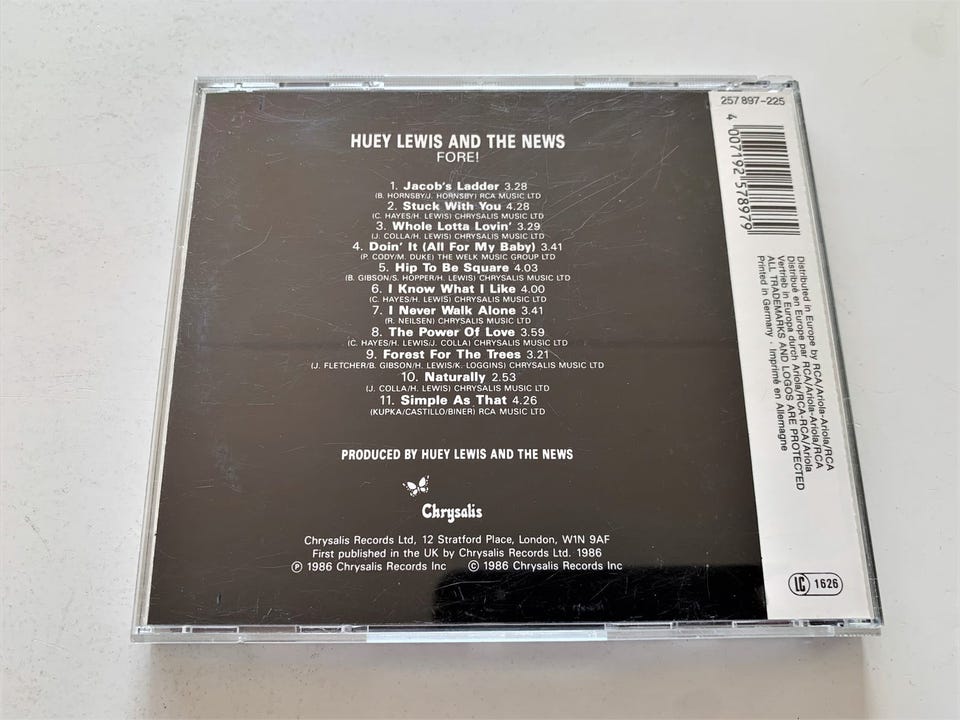 HUEY LEWIS AND THE NEWS
FORE!
1. Jacob's Ladder 3.28
(B. HORNSBY/J. HORNSBY) RCA MUSIC LTD
2. Stuck With You 4.28
(C. HAYES/H. LEWIS) CHRYSALIS MUSIC LTD
3. Whole Lotta Lovin' 3.29
(J. COLLA/H. LEWIS) CHRYSALIS MUSIC LTD
4. Doin' It (All For My Baby) 3.41
(P. CODY/M. DUKE) THE WELK MUSIC GROUP LTD
5. Hip To Be Square 4.03
(B. GIBSON/S. HOPPER/H. LEWIS) CHRYSALIS MUSIC LTD
6. I Know What I Like 4.00
(C. HAYES/H. LEWIS) CHRYSALIS MUSIC LTD
7. I Never Walk Alone 3.41
(R. NEILSEN) CHRYSALIS MUSIC LTD
8. The Power Of Love 3.59
(C. HAYES/H. LEWIS/J. COLLA) CHRYSALIS MUSIC LTD
9. Forest For The Trees 3.21
(J. FLETCHER/B. GIBSON/H. LEWIS/K. LOGGINS) CHRYSALIS MUSIC LTD
10. Naturally 2.53
(J. COLLA/H. LEWIS) CHRYSALIS MUSIC LTD
11. Simple As That 4.26
(KUPKA/CASTILLO/BINER) RCA MUSIC LTD
PRODUCED BY HUEY LEWIS AND THE NEWS
Chrysalis
Chrysalis Records Ltd, 12 Stratford Place, London, W1N 9AF
First published in the UK by Chrysalis Records Ltd. 1986
Ⓟ 1986 Chrysalis Records Inc © 1986 Chrysalis Records Inc
257 897-225
4 007192 578979
Distributed in Europe by RCA/Ariola-Ariola/RCA
Distribué en Europe par RCA/Ariola-Ariola/RCA
Vertrieb in Europa durch Ariola/RCA-RCA/Ariola
ALL TRADEMARKS AND LOGOS ARE PROTECTED
Printed in Germany · Imprimé en Allemagne
LC 1626